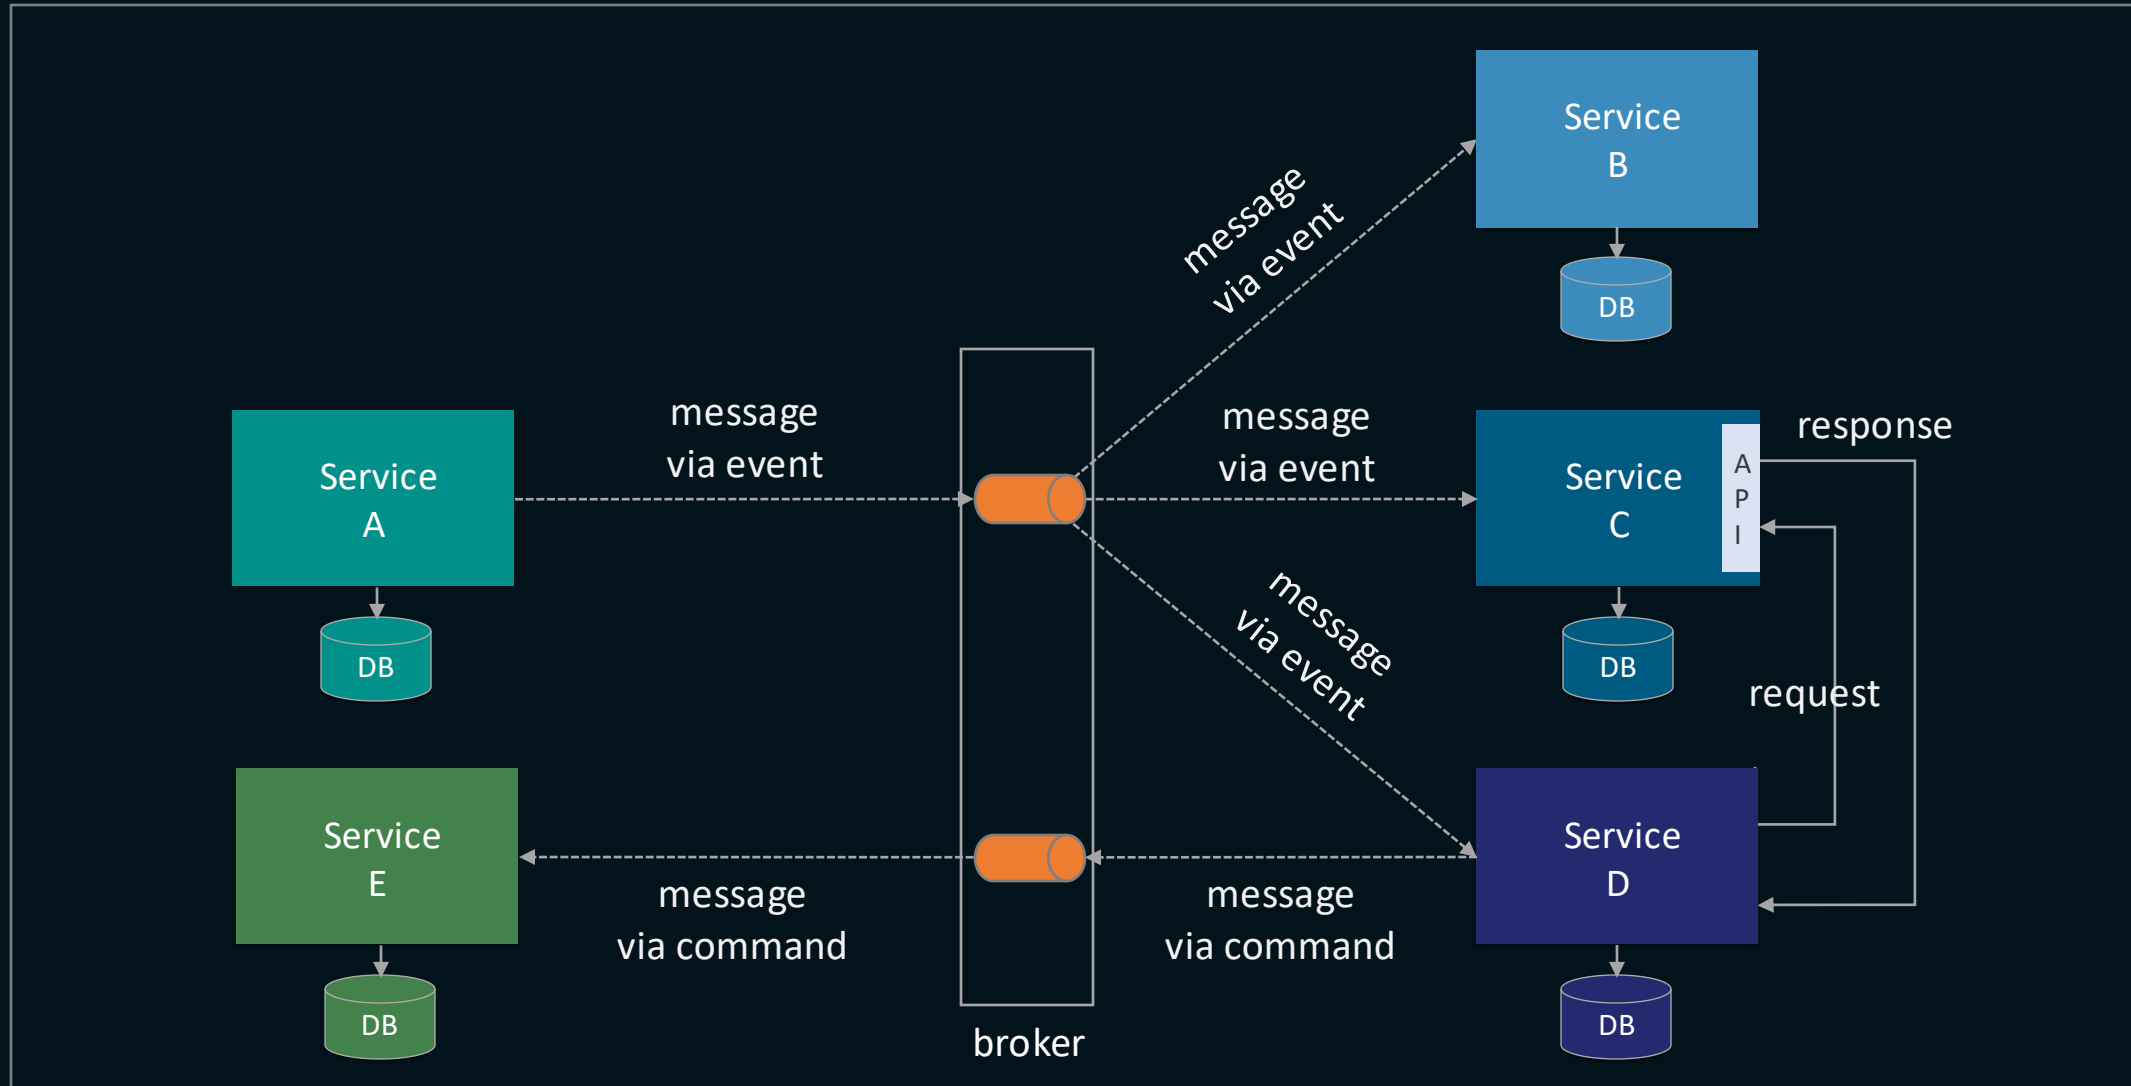 Service
B
DB
message
via event
message
via event
message
via event
Service
A
DB
Service
C
A
P
I
DB
response
request
message
via event
Service
E
DB
message
via command
message
via command
Service
D
DB
broker